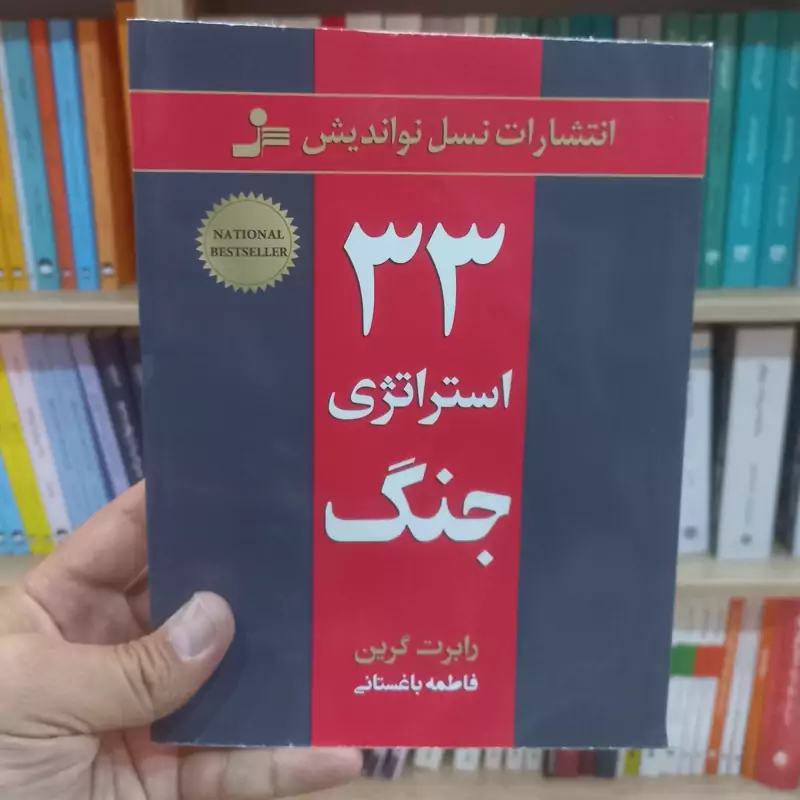 انتشارات نسل نواندیش
NATIONAL
BESTSELLER
۳۳
استراتژی
جنگ
رابرت گرین
فاطمه باغستانی